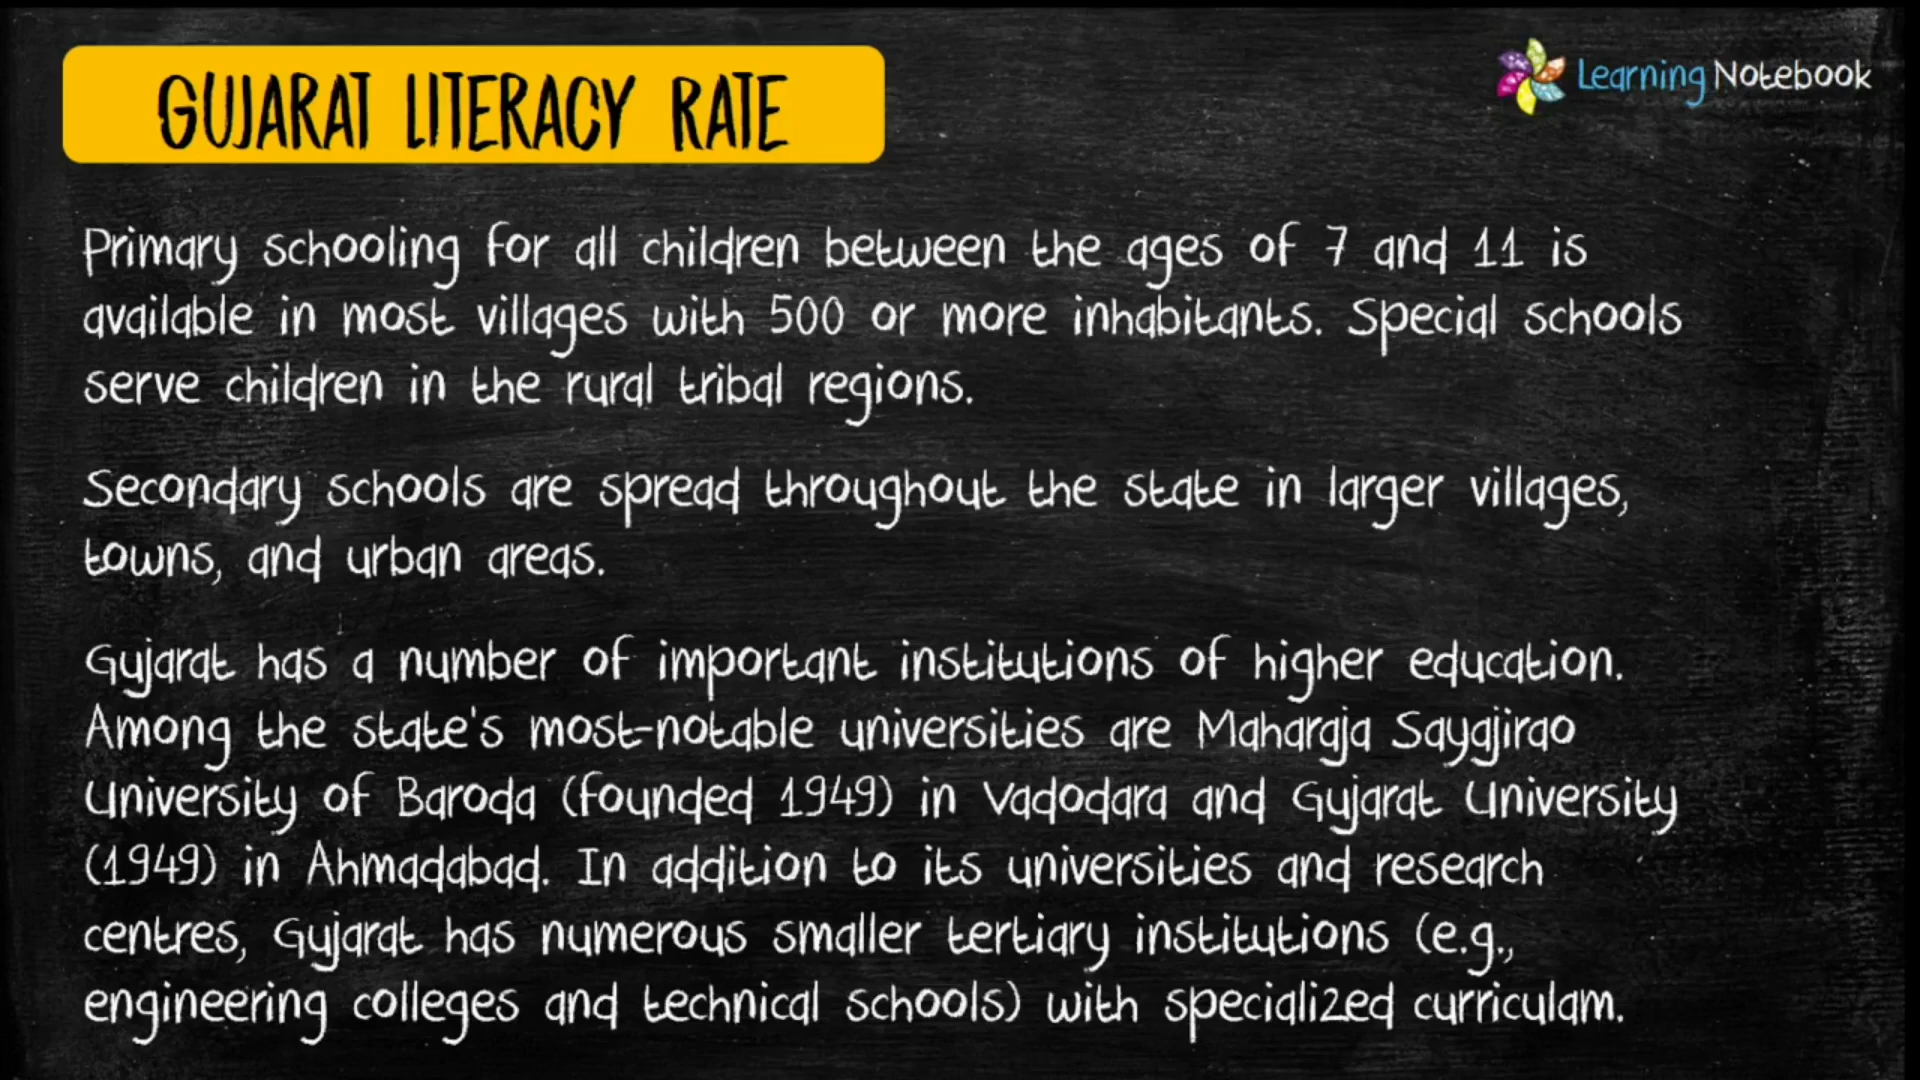 GUJARAT LITERACY RATE
Learning Notebook
Primary schooling for all children between the ages of 7 and 11 is
available in most villages with 500 or more inhabitants. Special schools
serve children in the rural tribal regions.
Secondary schools are spread throughout the state in larger villages,
towns, and urban areas.
Gujarat has a number of important institutions of higher education.
Among the state's most-notable universities are Maharaja Sayajirao
University of Baroda (founded 1949) in Vadodara and Gujarat University
(1949) in Ahmadabad. In addition to its universities and research
centres, Gujarat has numerous smaller tertiary institutions (e.g.,
engineering colleges and technical schools) with specialized curriculam.